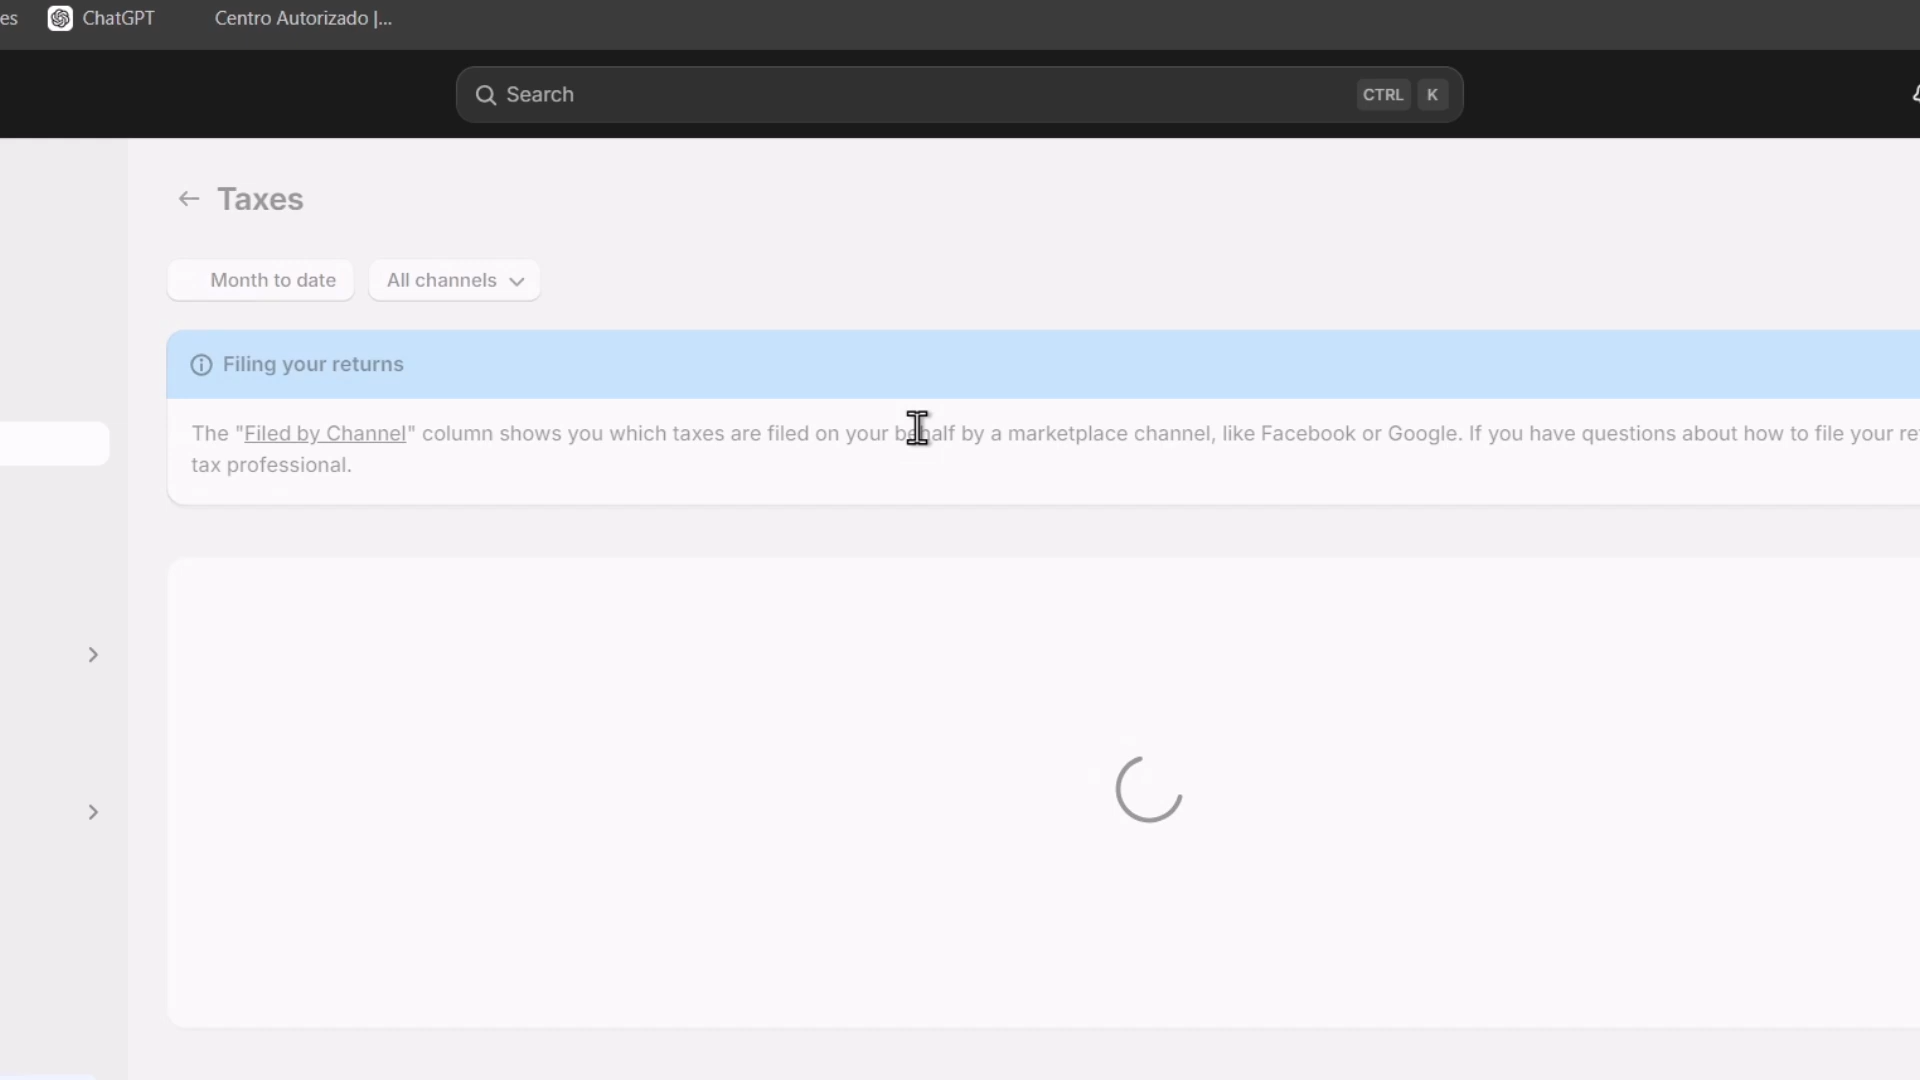 es ChatGPT Centro Autorizado |...
Search CTRL K
Taxes
Month to date All channels
Filing your returns
The "Filed by Channel" column shows you which taxes are filed on your behalf by a marketplace channel, like Facebook or Google. If you have questions about how to file your re
tax professional.